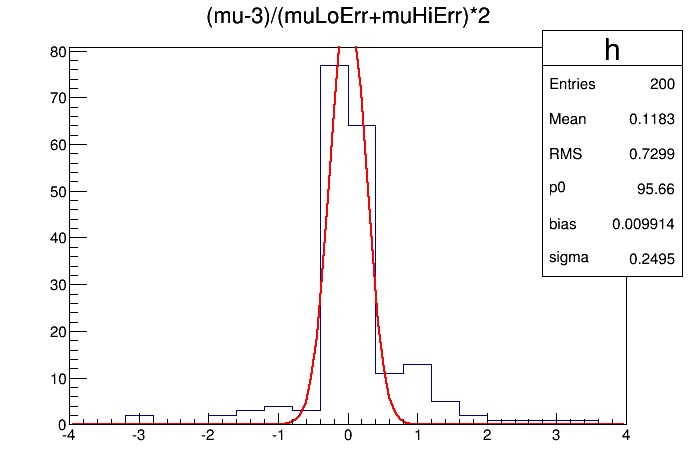 (mu-3)/(muLoErr+muHiErr)*2
h
Entries 200
Mean 0.1183
RMS 0.7299
p0 95.66
bias 0.009914
sigma 0.2495
80
70
60
50
40
30
20
10
0
-4 -3 -2 -1 0 1 2 3 4